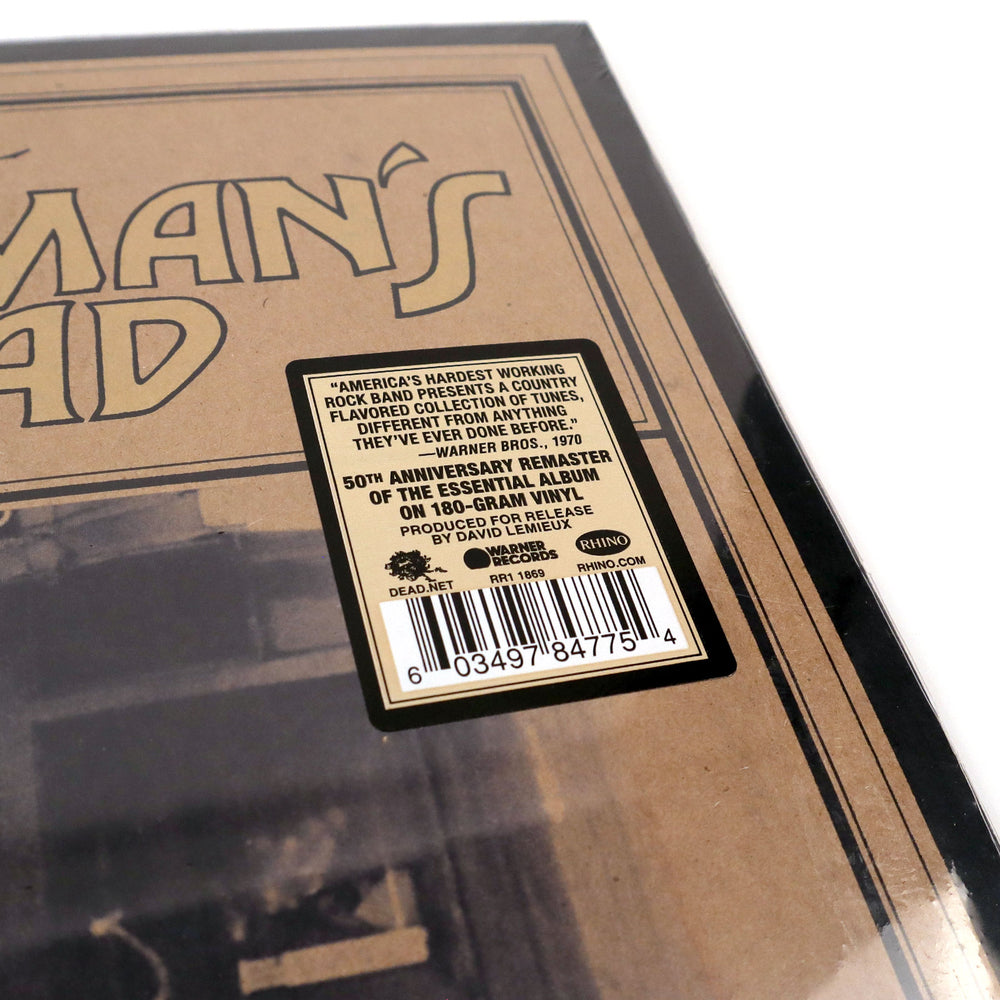 MAN'S
AD
“AMERICA'S HARDEST WORKING
ROCK BAND PRESENTS A COUNTRY
FLAVORED COLLECTION OF TUNES,
DIFFERENT FROM ANYTHING
THEY'VE EVER DONE BEFORE.”
—WARNER BROS., 1970
50TH ANNIVERSARY REMASTER
OF THE ESSENTIAL ALBUM
ON 180-GRAM VINYL
PRODUCED FOR RELEASE
BY DAVID LEMIEUX
WARNER
RECORDS
RHINO
DEAD.NET RR1 1869 RHINO.COM
6 03497 84775 4